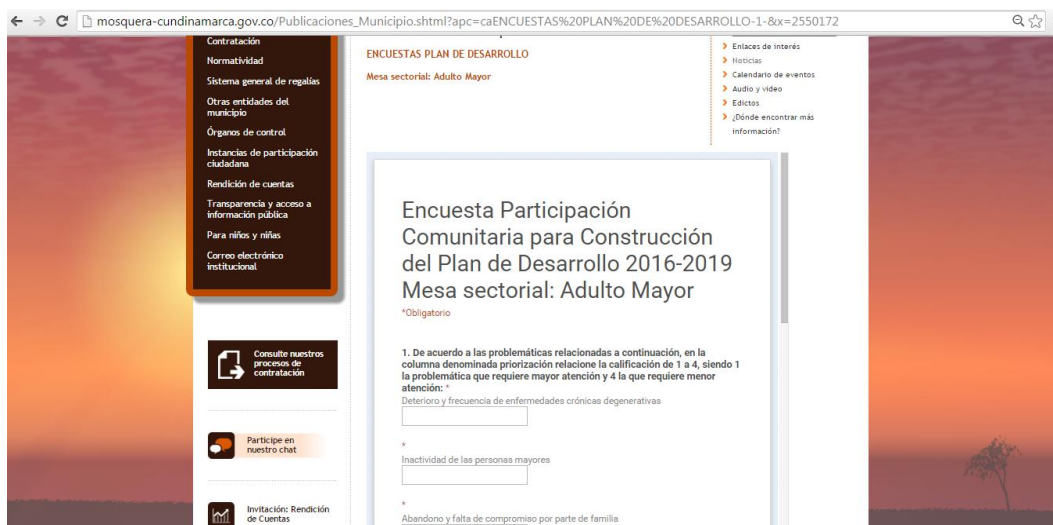 mosquera-cundinamarca.gov.co/Publicaciones_Municipio.shtml?apc=caENCUESTAS%20PLAN%20DE%20DESARROLLO-1-&x=2550172
Contratación
Normatividad
Sistema general de regalías
Otras entidades del
municipio
Órganos de control
Instancias de participación
ciudadana
Rendición de cuentas
Transparencia y acceso a
información pública
Para niños y niñas
Correo electrónico
institucional
Consulte nuestros
procesos de
contratación
Participe en
nuestro chat
Invitación: Rendición
de Cuentas
ENCUESTAS PLAN DE DESARROLLO
Mesa sectorial: Adulto Mayor
Encuesta Participación
Comunitaria para Construcción
del Plan de Desarrollo 2016-2019
Mesa sectorial: Adulto Mayor
*Obligatorio
1. De acuerdo a las problemáticas relacionadas a continuación, en la
columna denominada priorización relacione la calificación de 1 a 4, siendo 1
la problemática que requiere mayor atención y 4 la que requiere menor
atención: *
Deterioro y frecuencia de enfermedades crónicas degenerativas
*
Inactividad de las personas mayores
*
Abandono y falta de compromiso por parte de familia
Enlaces de interés
Noticias
Calendario de eventos
Audio y video
Edictos
¿Dónde encontrar más
información?